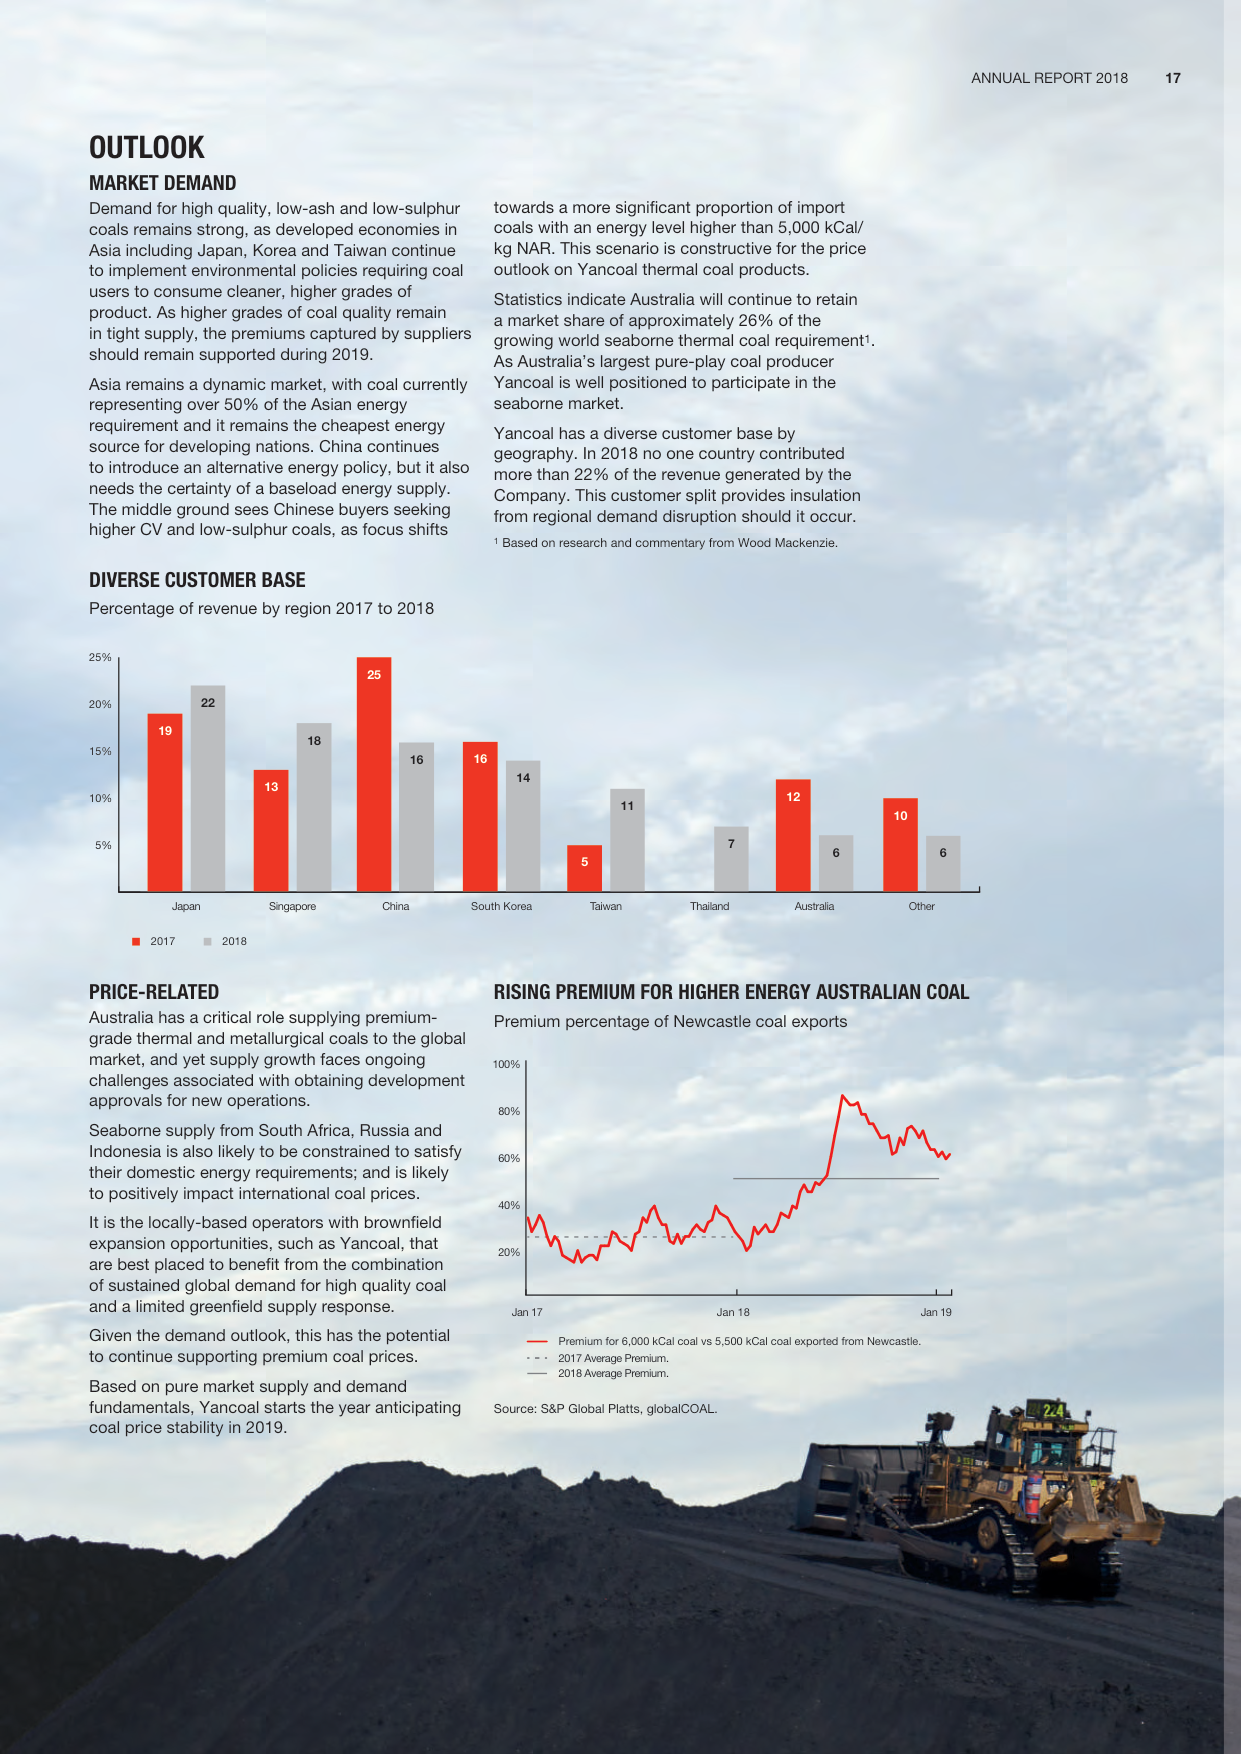 ANNUAL REPORT 2018 17
OUTLOOK
MARKET DEMAND
Demand for high quality, low-ash and low-sulphur
coals remains strong, as developed economies in
Asia including Japan, Korea and Taiwan continue
to implement environmental policies requiring coal
users to consume cleaner, higher grades of
product. As higher grades of coal quality remain
in tight supply, the premiums captured by suppliers
should remain supported during 2019.
Asia remains a dynamic market, with coal currently
representing over 50% of the Asian energy
requirement and it remains the cheapest energy
source for developing nations. China continues
to introduce an alternative energy policy, but it also
needs the certainty of a baseload energy supply.
The middle ground sees Chinese buyers seeking
higher CV and low-sulphur coals, as focus shifts
towards a more significant proportion of import
coals with an energy level higher than 5,000 kCal/
kg NAR. This scenario is constructive for the price
outlook on Yancoal thermal coal products.
Statistics indicate Australia will continue to retain
a market share of approximately 26% of the
growing world seaborne thermal coal requirement¹.
As Australia's largest pure-play coal producer
Yancoal is well positioned to participate in the
seaborne market.
Yancoal has a diverse customer base by
geography. In 2018 no one country contributed
more than 22% of the revenue generated by the
Company. This customer split provides insulation
from regional demand disruption should it occur.
¹ Based on research and commentary from Wood Mackenzie.
DIVERSE CUSTOMER BASE
Percentage of revenue by region 2017 to 2018
25%
20%
15%
10%
5%
19 22
13 18
25 16
16 14
5 11
7
12 6
10 6
Japan Singapore China South Korea Taiwan Thailand Australia Other
2017 2018
PRICE-RELATED
Australia has a critical role supplying premium-
grade thermal and metallurgical coals to the global
market, and yet supply growth faces ongoing
challenges associated with obtaining development
approvals for new operations.
Seaborne supply from South Africa, Russia and
Indonesia is also likely to be constrained to satisfy
their domestic energy requirements; and is likely
to positively impact international coal prices.
It is the locally-based operators with brownfield
expansion opportunities, such as Yancoal, that
are best placed to benefit from the combination
of sustained global demand for high quality coal
and a limited greenfield supply response.
Given the demand outlook, this has the potential
to continue supporting premium coal prices.
Based on pure market supply and demand
fundamentals, Yancoal starts the year anticipating
coal price stability in 2019.
RISING PREMIUM FOR HIGHER ENERGY AUSTRALIAN COAL
Premium percentage of Newcastle coal exports
100%
80%
60%
40%
20%
Jan 17 Jan 18 Jan 19
Premium for 6,000 kCal coal vs 5,500 kCal coal exported from Newcastle.
2017 Average Premium.
2018 Average Premium.
Source: S&P Global Platts, globalCOAL.
224